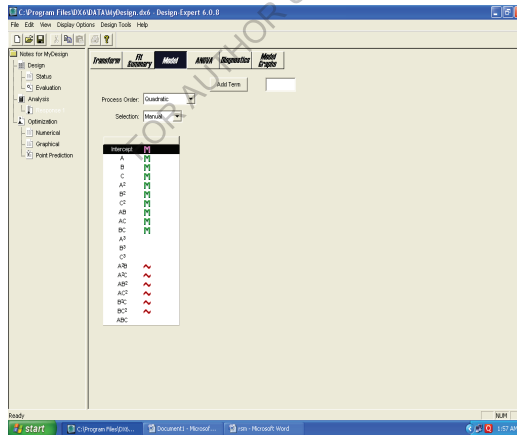 C:\Program Files\DX6\DATA\MyDesign.dx6 - Design-Expert 6.0.8
File Edit View Display Options Design Tools Help
Notes for MyDesign
Design
Status
Evaluation
Analysis
Optimization
Numerical
Graphical
Point Prediction
Transform
Fit Summary
Model
ANOVA
Diagnostics
Model Graphs
Add Term
Process Order: Quadratic
Selection: Manual
Intercept M
A M
B M
C M
A² M
B² M
C² M
AB M
AC M
BC M
A³
B³
C³
A²B ~
A²C ~
AB² ~
AC² ~
B²C ~
BC² ~
ABC
FOR AUTHOR
Ready NUM
start
C:\Program Files\DX6...
Document1 - Microsof...
rsm - Microsoft Word
1:57 AM